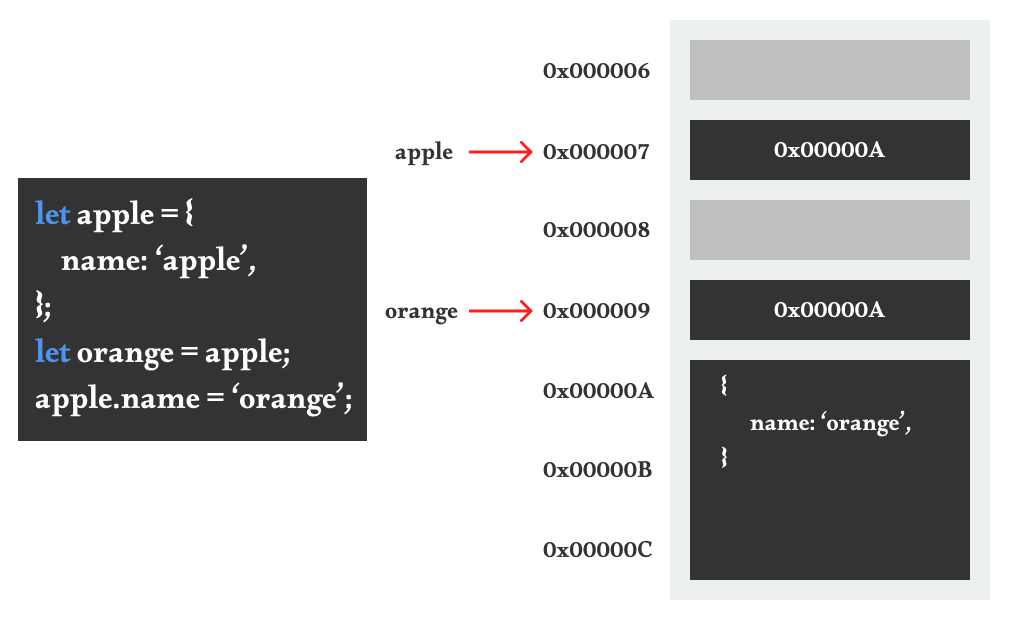 let apple = {
name: ‘apple’,
};
let orange = apple;
apple.name = ‘orange’;
0x000006
apple
0x000007
0x00000A
0x000008
orange
0x000009
0x00000A
0x00000A
{
name: ‘orange’,
}
0x00000B
0x00000C